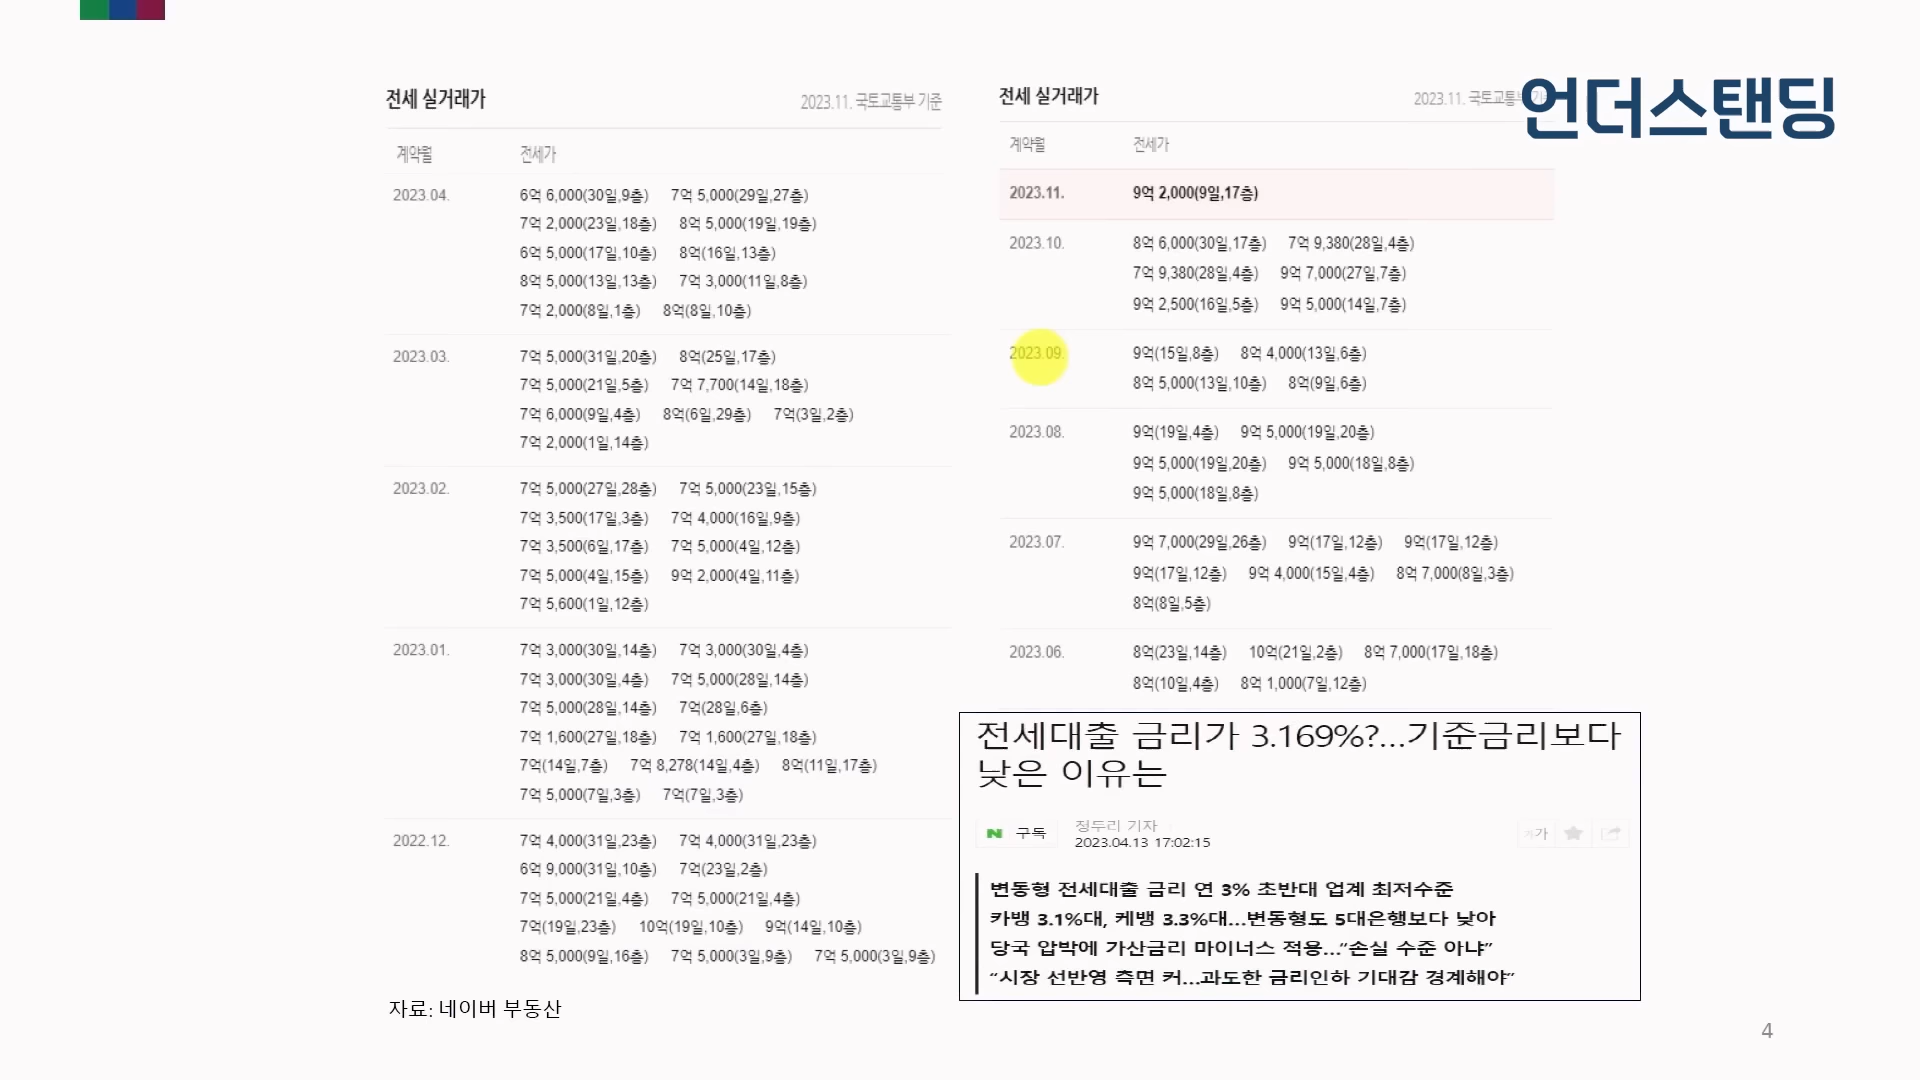 언더스탠딩
전세 실거래가
2023.11. 국토교통부 기준
계약월 전세가
2023.04. 6억 6,000(30일,9층) 7억 5,000(29일,27층)
7억 2,000(23일,18층) 8억 5,000(19일,19층)
6억 5,000(17일,10층) 8억(16일,13층)
8억 5,000(13일,13층) 7억 3,000(11일,8층)
7억 2,000(8일,1층) 8억(8일,10층)
2023.03. 7억 5,000(31일,20층) 8억(25일,17층)
7억 5,000(21일,5층) 7억 7,700(14일,18층)
7억 6,000(9일,4층) 8억(6일,29층) 7억(3일,2층)
7억 2,000(1일,14층)
2023.02. 7억 5,000(27일,28층) 7억 5,000(23일,15층)
7억 3,500(17일,3층) 7억 4,000(16일,9층)
7억 3,500(6일,17층) 7억 5,000(4일,12층)
7억 5,000(4일,15층) 9억 2,000(4일,11층)
7억 5,600(1일,12층)
2023.01. 7억 3,000(30일,14층) 7억 3,000(30일,4층)
7억 3,000(30일,4층) 7억 5,000(28일,14층)
7억 5,000(28일,14층) 7억(28일,6층)
7억 1,600(27일,18층) 7억 1,600(27일,18층)
7억(14일,7층) 7억 8,278(14일,4층) 8억(11일,17층)
7억 5,000(7일,3층) 7억(7일,3층)
2022.12. 7억 4,000(31일,23층) 7억 4,000(31일,23층)
6억 9,000(31일,10층) 7억(23일,2층)
7억 5,000(21일,4층) 7억 5,000(21일,4층)
7억(19일,23층) 10억(19일,10층) 9억(14일,10층)
8억 5,000(9일,16층) 7억 5,000(3일,9층) 7억 5,000(3일,9층)
자료: 네이버 부동산
전세 실거래가
2023.11. 국토교통부
계약월 전세가
2023.11. 9억 2,000(9일,17층)
2023.10. 8억 6,000(30일,17층) 7억 9,380(28일,4층)
7억 9,380(28일,4층) 9억 7,000(27일,7층)
9억 2,500(16일,5층) 9억 5,000(14일,7층)
2023.09. 9억(15일,8층) 8억 4,000(13일,6층)
8억 5,000(13일,10층) 8억(9일,6층)
2023.08. 9억(19일,4층) 9억 5,000(19일,20층)
9억 5,000(19일,20층) 9억 5,000(18일,8층)
9억 5,000(18일,8층)
2023.07. 9억 7,000(29일,26층) 9억(17일,12층) 9억(17일,12층)
9억(17일,12층) 9억 4,000(15일,4층) 8억 7,000(8일,3층)
8억(8일,5층)
2023.06. 8억(23일,14층) 10억(21일,2층) 8억 7,000(17일,18층)
8억(10일,4층) 8억 1,000(7일,12층)
전세대출 금리가 3.169%?...기준금리보다
낮은 이유는
N 구독
정두리 기자
2023.04.13 17:02:15
가가
변동형 전세대출 금리 연 3% 초반대 업계 최저수준
카뱅 3.1%대, 케뱅 3.3%대...변동형도 5대은행보다 낮아
당국 압박에 가산금리 마이너스 적용..."손실 수준 아냐"
"시장 선반영 측면 커...과도한 금리인하 기대감 경계해야"
4